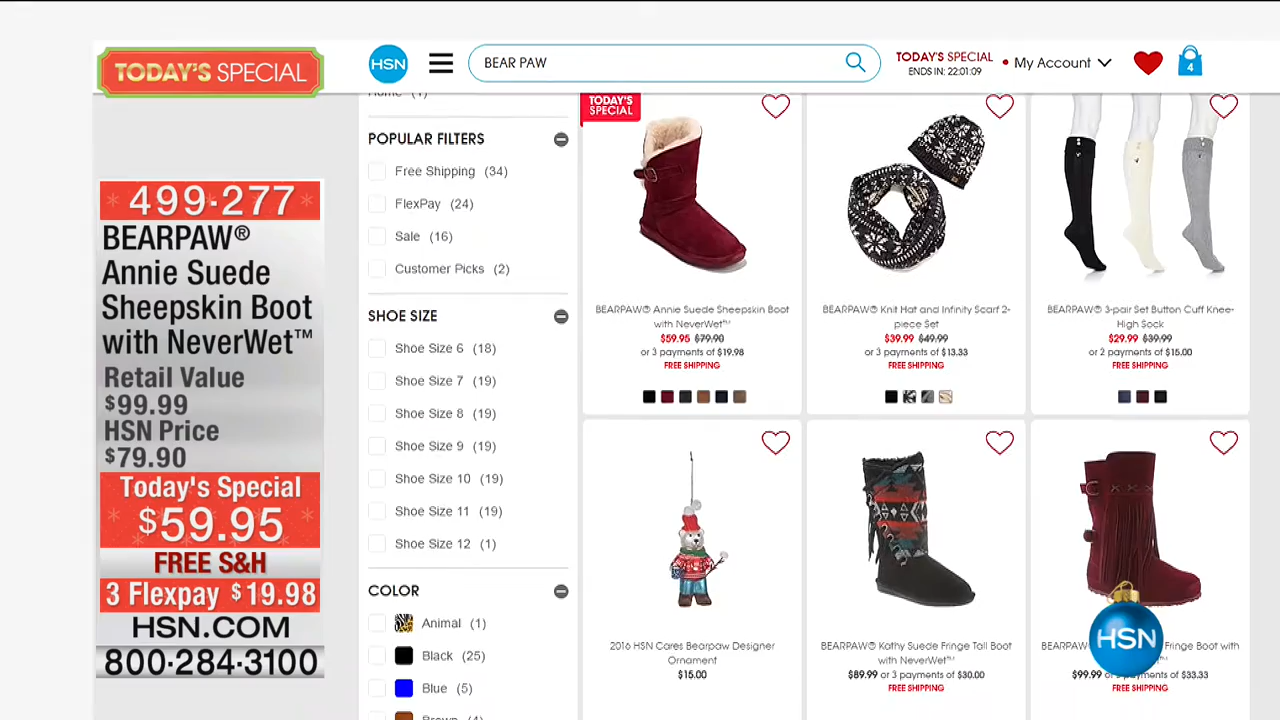 TODAY'S SPECIAL
HSN
BEAR PAW
TODAY'S SPECIAL
ENDS IN: 22:01:09
My Account
4
499-277
BEARPAW®
Annie Suede
Sheepskin Boot
with NeverWet™
Retail Value
$99.99
HSN Price
$79.90
Today's Special
$59.95
FREE S&H
3 Flexpay $19.98
HSN.COM
800-284-3100
POPULAR FILTERS
Free Shipping (34)
FlexPay (24)
Sale (16)
Customer Picks (2)
SHOE SIZE
Shoe Size 6 (18)
Shoe Size 7 (19)
Shoe Size 8 (19)
Shoe Size 9 (19)
Shoe Size 10 (19)
Shoe Size 11 (19)
Shoe Size 12 (1)
COLOR
Animal (1)
Black (25)
Blue (5)
TODAY'S
SPECIAL
BEARPAW® Annie Suede Sheepskin Boot
with NeverWet™
$59.95 $79.90
or 3 payments of $19.98
FREE SHIPPING
BEARPAW® Knit Hat and Infinity Scarf 2-
piece Set
$39.99 $49.99
or 3 payments of $13.33
FREE SHIPPING
BEARPAW® 3-pair Set Button Cuff Knee-
High Sock
$29.99 $39.99
or 2 payments of $15.00
FREE SHIPPING
2016 HSN Cares Bearpaw Designer
Ornament
$15.00
BEARPAW® Kathy Suede Fringe Tall Boot
with NeverWet™
$89.99 or 3 payments of $30.00
FREE SHIPPING
Fringe Boot with
$99.99 of $33.33
FREE SHIPPING
HSN